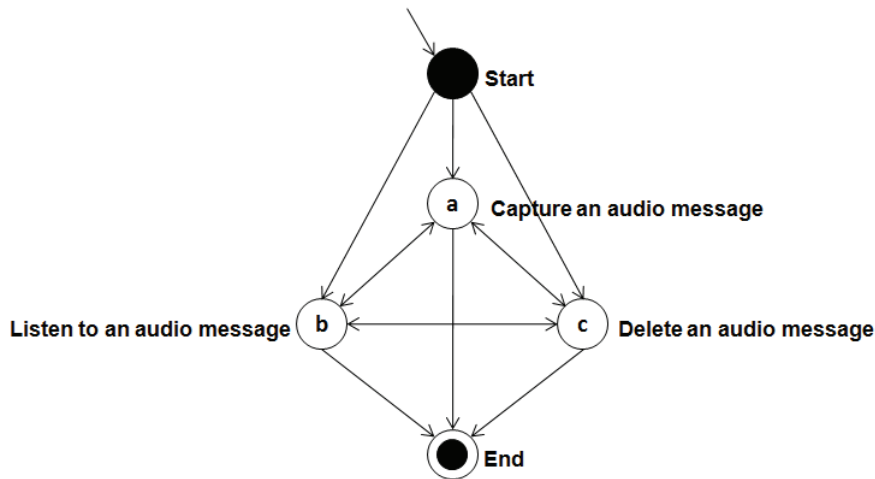 Start
a
Capture an audio message
Listen to an audio message
b
c
Delete an audio message
End